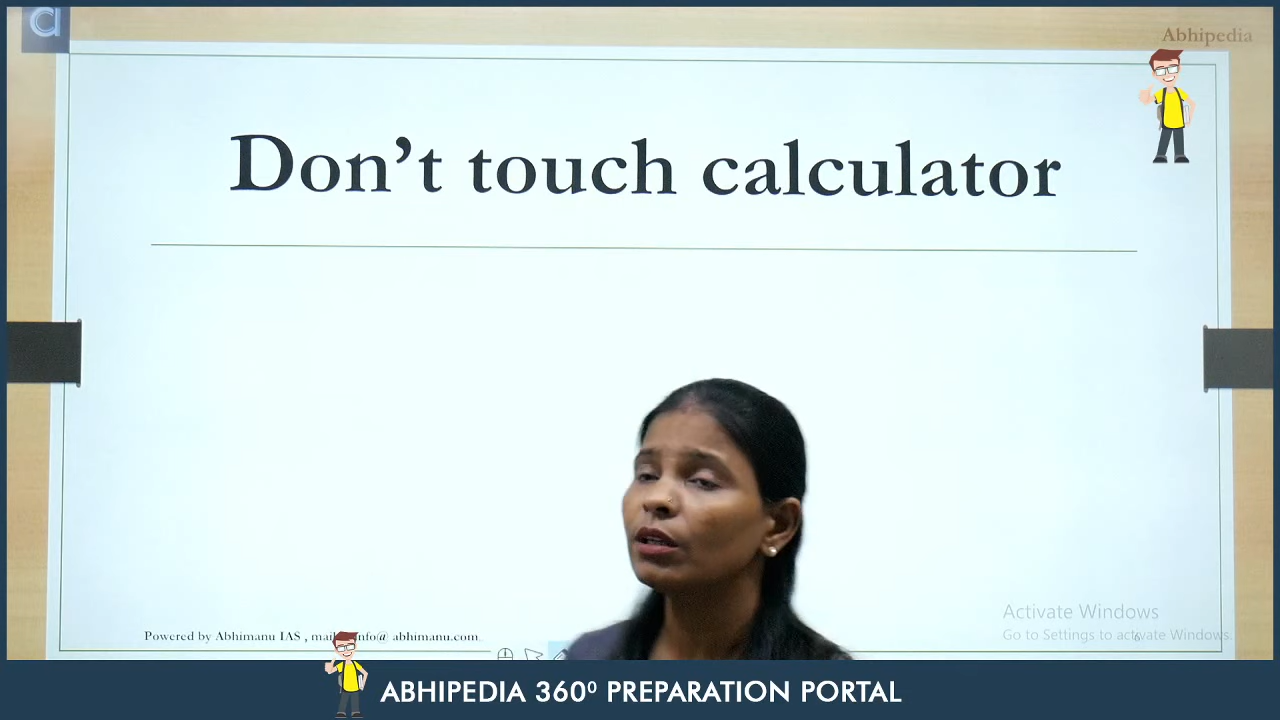 Abhipedia
Don't touch calculator
Activate Windows
Go to Settings to activate Windows.
Powered by Abhimanu IAS , mail info@ abhimanu.com
6
ABHIPEDIA 360⁰ PREPARATION PORTAL